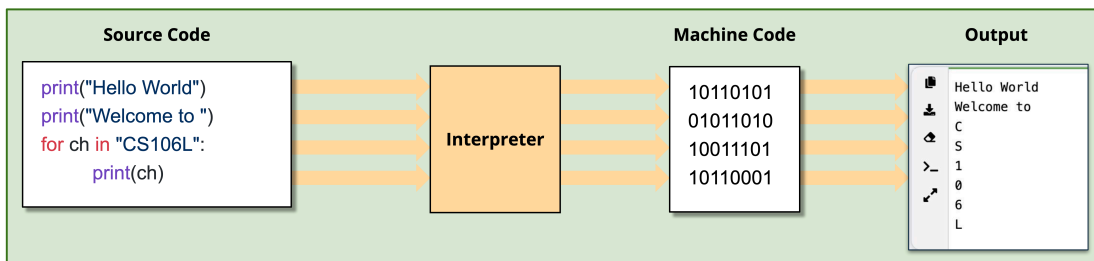 Source Code
print("Hello World")
print("Welcome to ")
for ch in "CS106L":
print(ch)
Interpreter
Machine Code
10110101
01011010
10011101
10110001
Output
Hello World
Welcome to
C
S
1
0
6
L